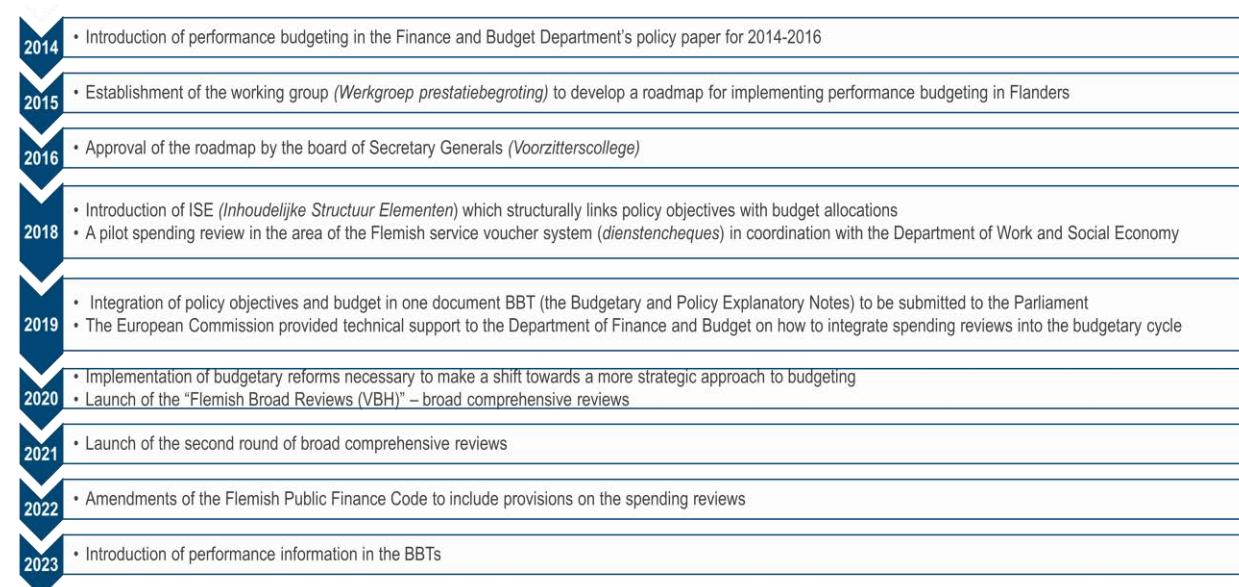 2014
• Introduction of performance budgeting in the Finance and Budget Department's policy paper for 2014-2016
2015
• Establishment of the working group (Werkgroep prestatiebegroting) to develop a roadmap for implementing performance budgeting in Flanders
2016
• Approval of the roadmap by the board of Secretary Generals (Voorzitterscollege)
2018
• Introduction of ISE (Inhoudelijke Structuur Elementen) which structurally links policy objectives with budget allocations
• A pilot spending review in the area of the Flemish service voucher system (dienstencheques) in coordination with the Department of Work and Social Economy
2019
• Integration of policy objectives and budget in one document BBT (the Budgetary and Policy Explanatory Notes) to be submitted to the Parliament
• The European Commission provided technical support to the Department of Finance and Budget on how to integrate spending reviews into the budgetary cycle
2020
• Implementation of budgetary reforms necessary to make a shift towards a more strategic approach to budgeting
• Launch of the “Flemish Broad Reviews (VBH)” – broad comprehensive reviews
2021
• Launch of the second round of broad comprehensive reviews
2022
• Amendments of the Flemish Public Finance Code to include provisions on the spending reviews
2023
• Introduction of performance information in the BBTs